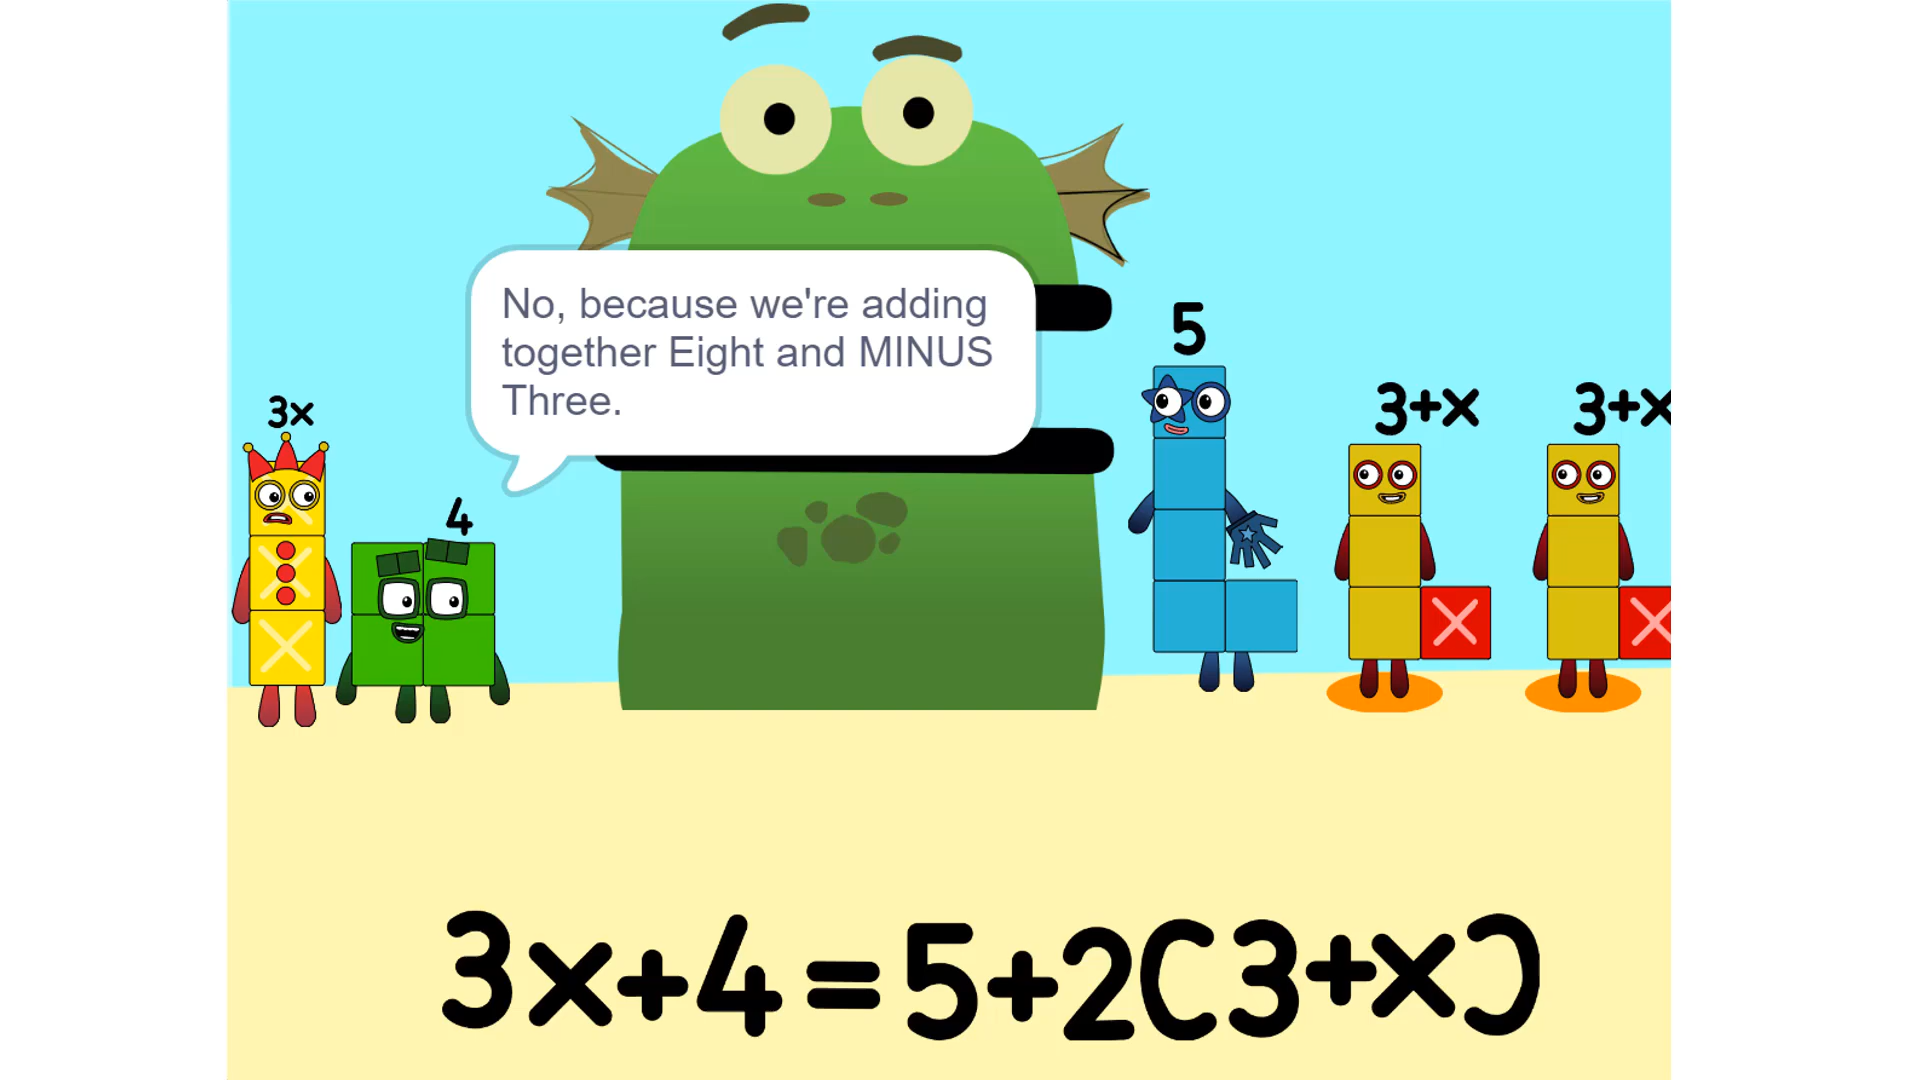 No, because we're adding
together Eight and MINUS
Three.
5
3+x
3+x
3x
4
3x+4=5+2(3+x)